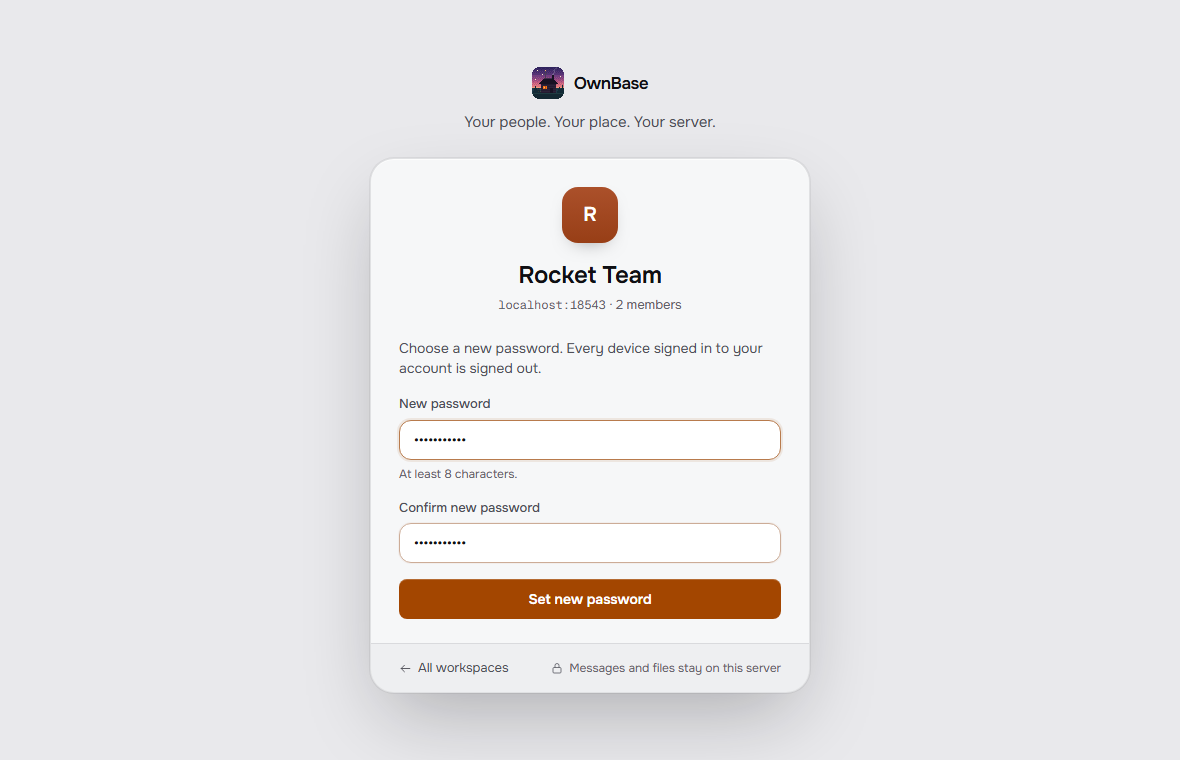 OwnBase
Your people. Your place. Your server.
R
Rocket Team
localhost:18543 · 2 members
Choose a new password. Every device signed in to your
account is signed out.
New password
•••••••••••
At least 8 characters.
Confirm new password
•••••••••••
Set new password
← All workspaces
Messages and files stay on this server